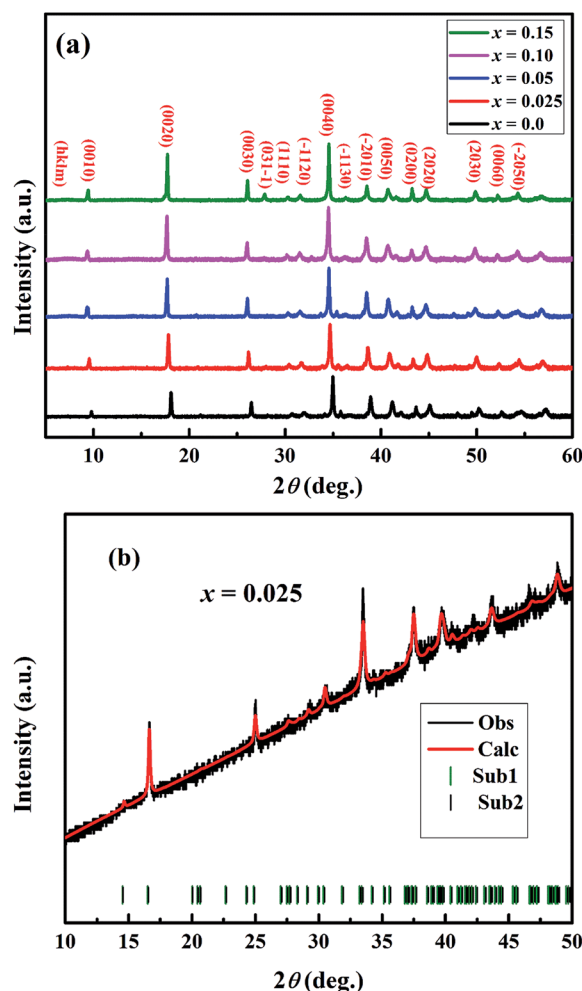 (a)
x = 0.15
x = 0.10
x = 0.05
x = 0.025
x = 0.0
(hklm)
(0010)
(0020)
(0030)
(031-1)
(1110)
(-1120)
(0040)
(-1130)
(-2010)
(0050)
(0200)
(2020)
(2030)
(0060)
(-2050)
Intensity (a.u.)
10 20 30 40 50 60
2θ (deg.)
(b)
x = 0.025
Obs
Calc
Sub1
Sub2
Intensity (a.u.)
10 15 20 25 30 35 40 45 50
2θ (deg.)